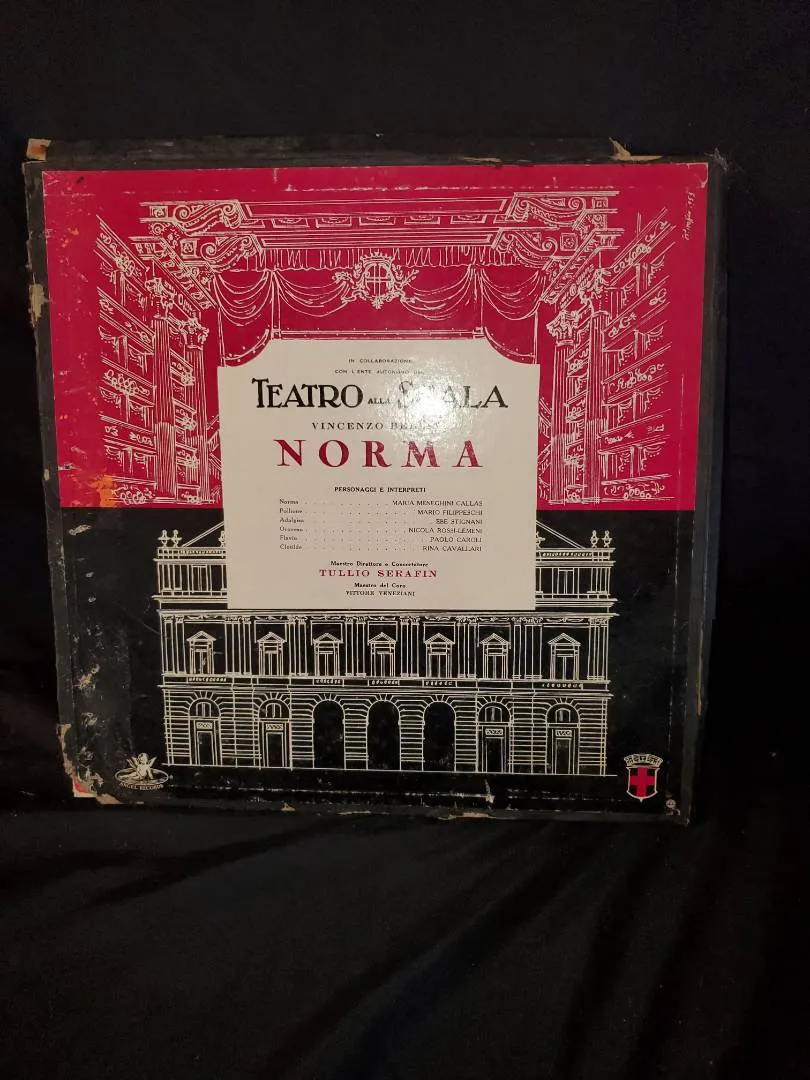 IN COLLABORAZIONE
CON L'ENTE AUTONOMO DEL
TEATRO ALLA SCALA
VINCENZO BELLINI
NORMA
PERSONAGGI E INTERPRETI
Norma . . . . . . . . . . . . MARIA MENEGHINI CALLAS
Pollione . . . . . . . . . . . . MARIO FILIPPESCHI
Adalgisa . . . . . . . . . . . . EBE STIGNANI
Oroveso . . . . . . . . . . . . NICOLA ROSSI-LEMENI
Flavio . . . . . . . . . . . . PAOLO CAROLI
Clotilde . . . . . . . . . . . . RINA CAVALLARI
Maestro Direttore e Concertatore
TULLIO SERAFIN
Maestro del Coro
VITTORE VENEZIANI
ANGEL RECORDS